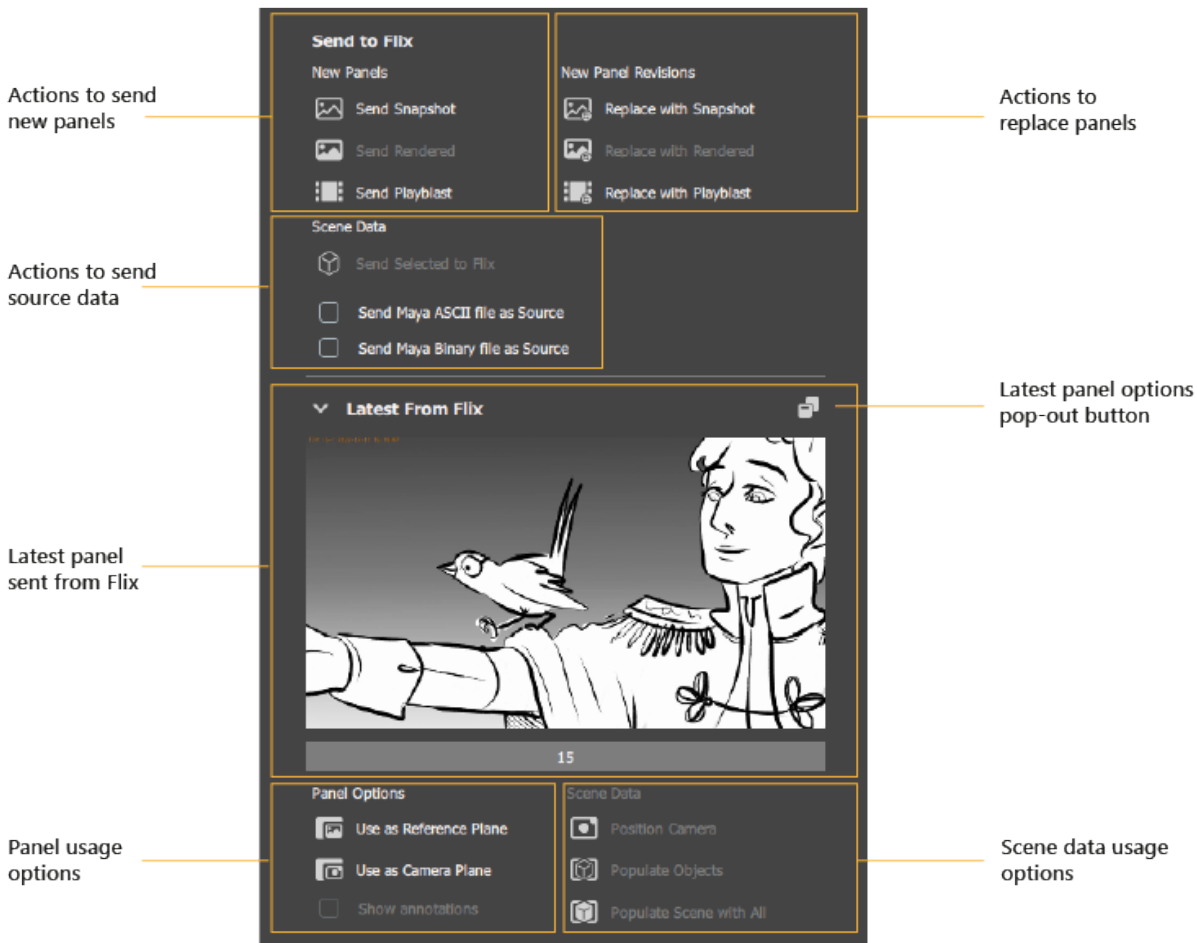 Send to Flix
New Panels
Send Snapshot
Send Rendered
Send Playblast
New Panel Revisions
Replace with Snapshot
Replace with Rendered
Replace with Playblast
Actions to send
new panels
Actions to
replace panels
Scene Data
Send Selected to Flix
Send Maya ASCII file as Source
Send Maya Binary file as Source
Actions to send
source data
Latest From Flix
Latest panel options
pop-out button
Latest panel
sent from Flix
15
Panel Options
Use as Reference Plane
Use as Camera Plane
Show annotations
Panel usage
options
Scene Data
Position Camera
Populate Objects
Populate Scene with All
Scene data usage
options